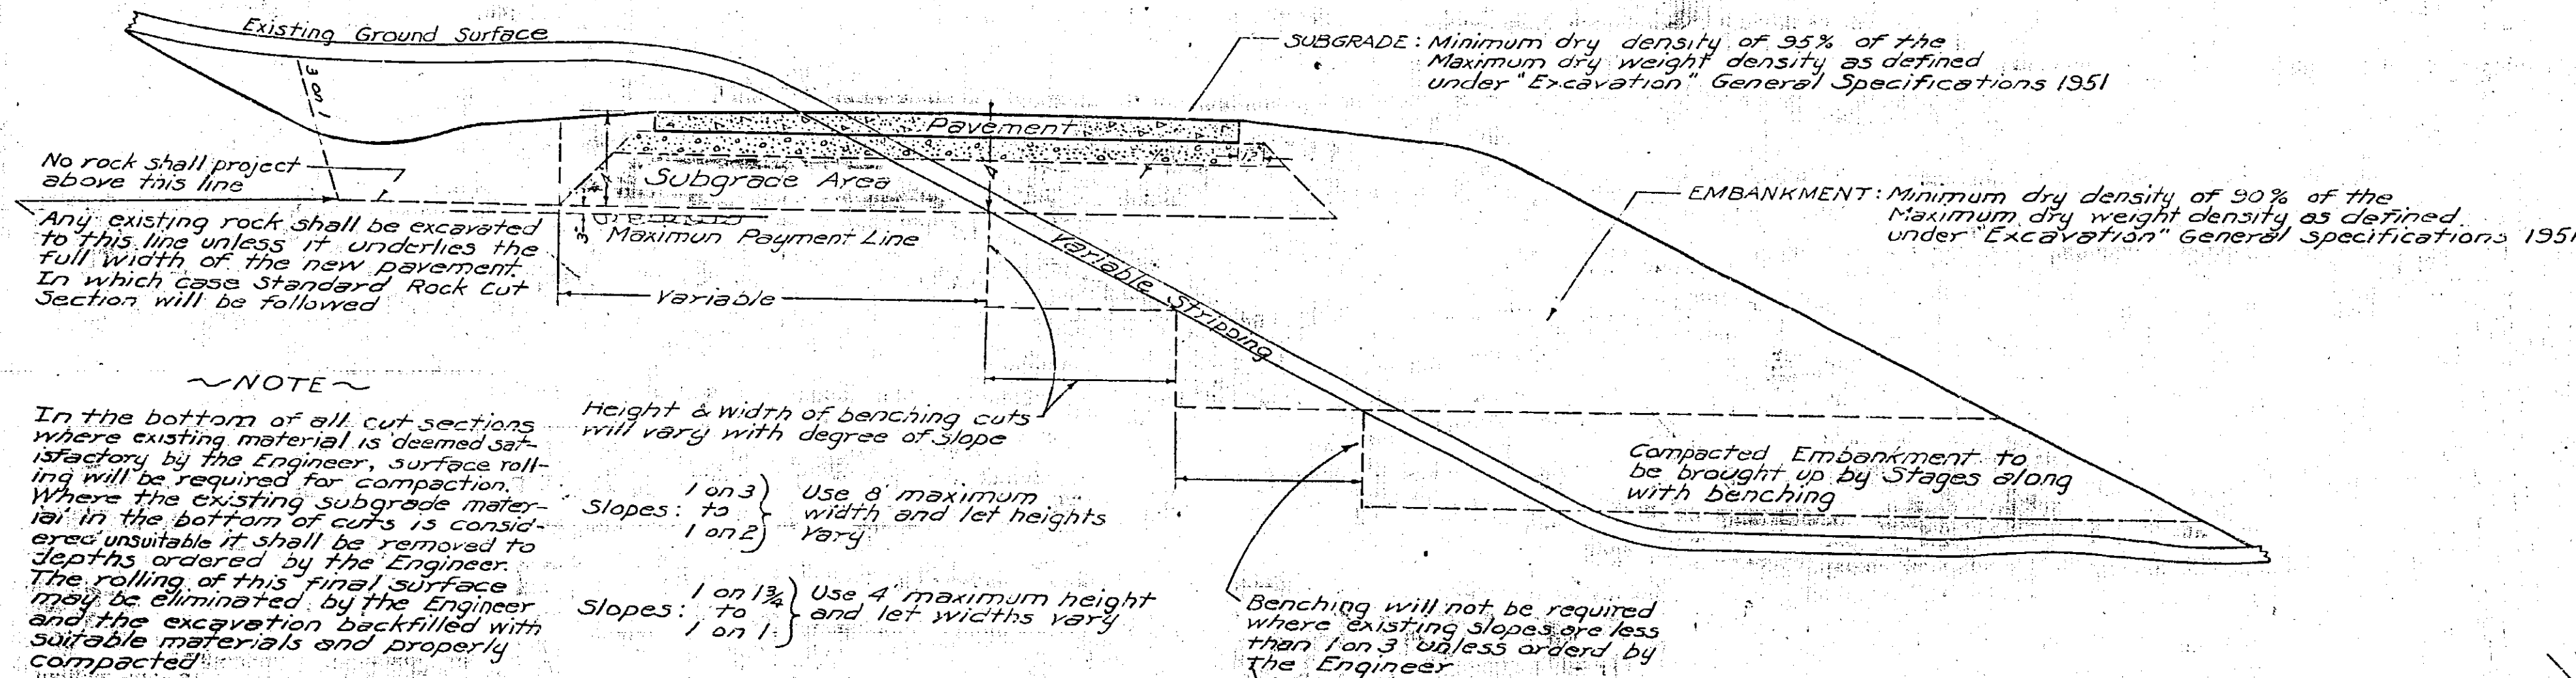 Existing Ground Surface
3 on 1
SUBGRADE: Minimum dry density of 95% of the
Maximum dry weight density as defined
under "Excavation" General Specifications 1951
Pavement
No rock shall project
above this line
Subgrade Area
12"
4'
EMBANKMENT: Minimum dry density of 90% of the
Maximum dry weight density as defined
under "Excavation" General Specifications 1951
Any existing rock shall be excavated
to this line unless it underlies the
full width of the new pavement.
In which case Standard Rock Cut
Section will be followed
3
Maximun Payment Line
Variable
Variable Stripping
~NOTE~
In the bottom of all cut sections
where existing material is deemed sat-
isfactory by the Engineer, surface roll-
ing will be required for compaction.
Where the existing subgrade mater-
ial in the bottom of cuts is consid-
ered unsuitable it shall be removed to
depths ordered by the Engineer.
The rolling of this final surface
may be eliminated by the Engineer
and the excavation backfilled with
suitable materials and properly
compacted
Height & width of benching cuts
will vary with degree of slope
Slopes: 1 on 3 to 1 on 2 } Use 8' maximum
width and let heights
vary
Slopes: 1 on 1¾ to 1 on 1 } Use 4' maximum height
and let widths vary
Compacted Embankment to
be brought up by Stages along
with benching
Benching will not be required
where existing slopes are less
than 1 on 3 unless orderd by
the Engineer